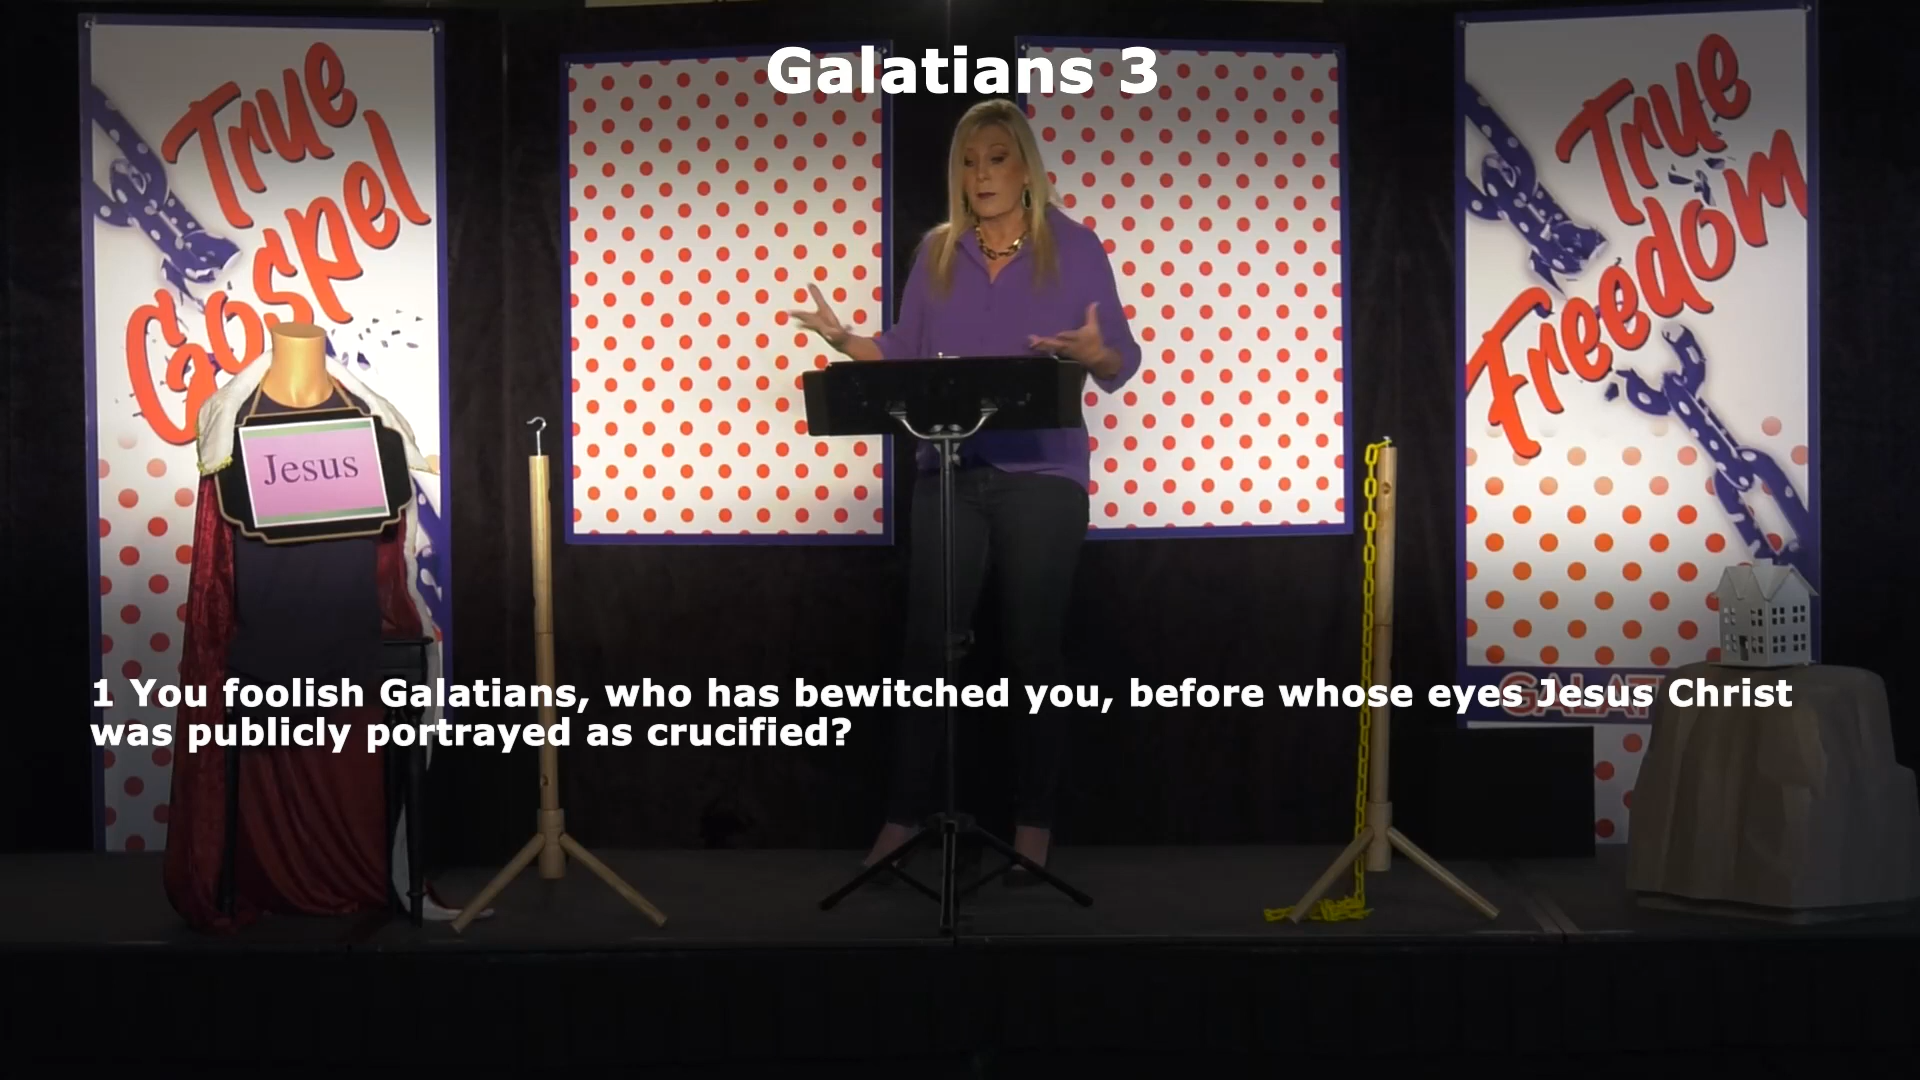 Galatians 3
True
Gospel
True
Freedom
Jesus
1 You foolish Galatians, who has bewitched you, before whose eyes Jesus Christ
was publicly portrayed as crucified?